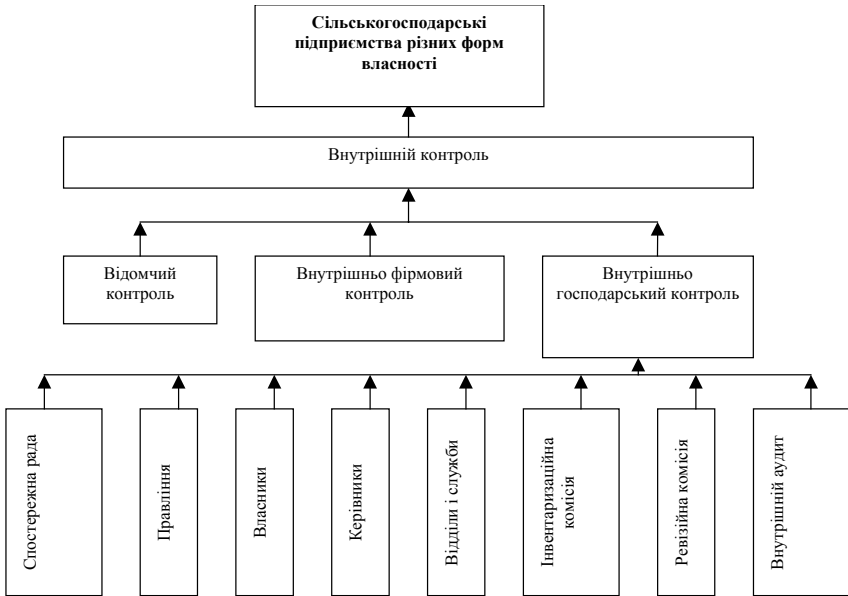 Сільськогосподарські
підприємства різних форм
власності
Внутрішній контроль
Відомчий
контроль
Внутрішньо фірмовий
контроль
Внутрішньо
господарський контроль
Спостережна рада
Правління
Власники
Керівники
Відділи і служби
Інвентаризаційна
комісія
Ревізійна комісія
Внутрішній аудит